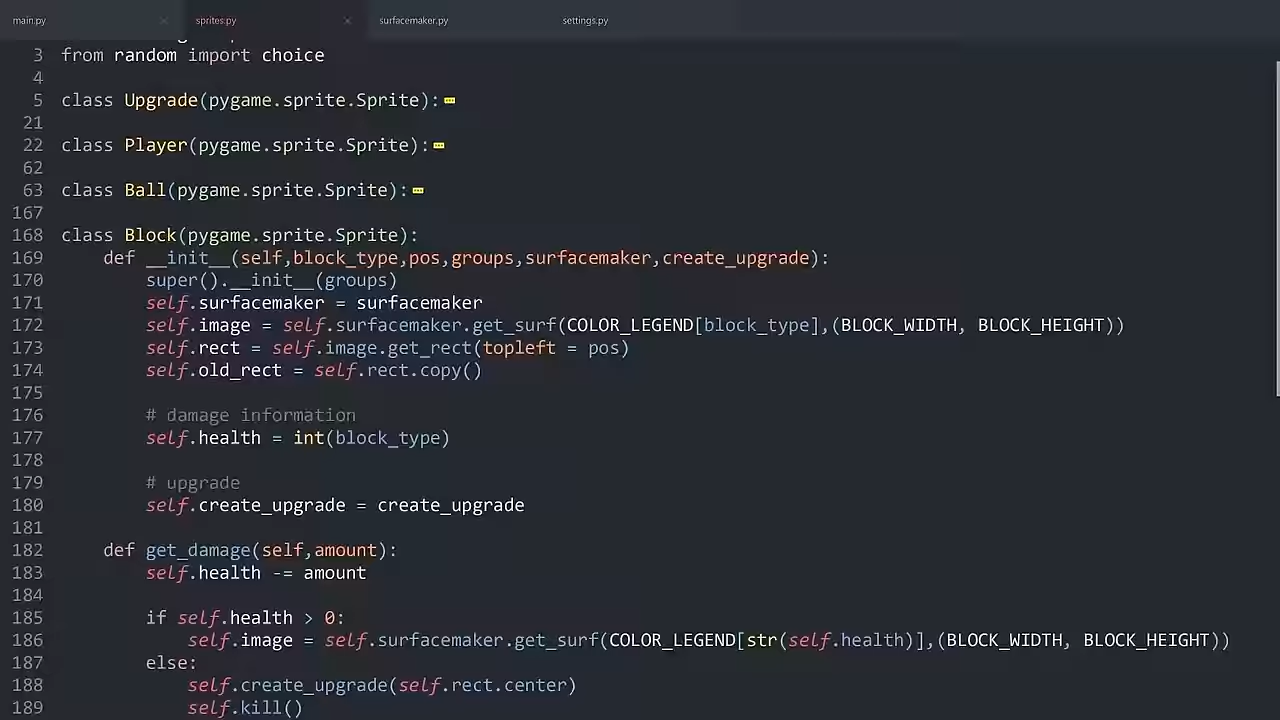 main.py sprites.py surfacemaker.py settings.py
3 from random import choice
4
5 class Upgrade(pygame.sprite.Sprite):
21
22 class Player(pygame.sprite.Sprite):
62
63 class Ball(pygame.sprite.Sprite):
167
168 class Block(pygame.sprite.Sprite):
169 def __init__(self,block_type,pos,groups,surfacemaker,create_upgrade):
170 super().__init__(groups)
171 self.surfacemaker = surfacemaker
172 self.image = self.surfacemaker.get_surf(COLOR_LEGEND[block_type],(BLOCK_WIDTH, BLOCK_HEIGHT))
173 self.rect = self.image.get_rect(topleft = pos)
174 self.old_rect = self.rect.copy()
175
176 # damage information
177 self.health = int(block_type)
178
179 # upgrade
180 self.create_upgrade = create_upgrade
181
182 def get_damage(self,amount):
183 self.health -= amount
184
185 if self.health > 0:
186 self.image = self.surfacemaker.get_surf(COLOR_LEGEND[str(self.health)],(BLOCK_WIDTH, BLOCK_HEIGHT))
187 else:
188 self.create_upgrade(self.rect.center)
189 self.kill()